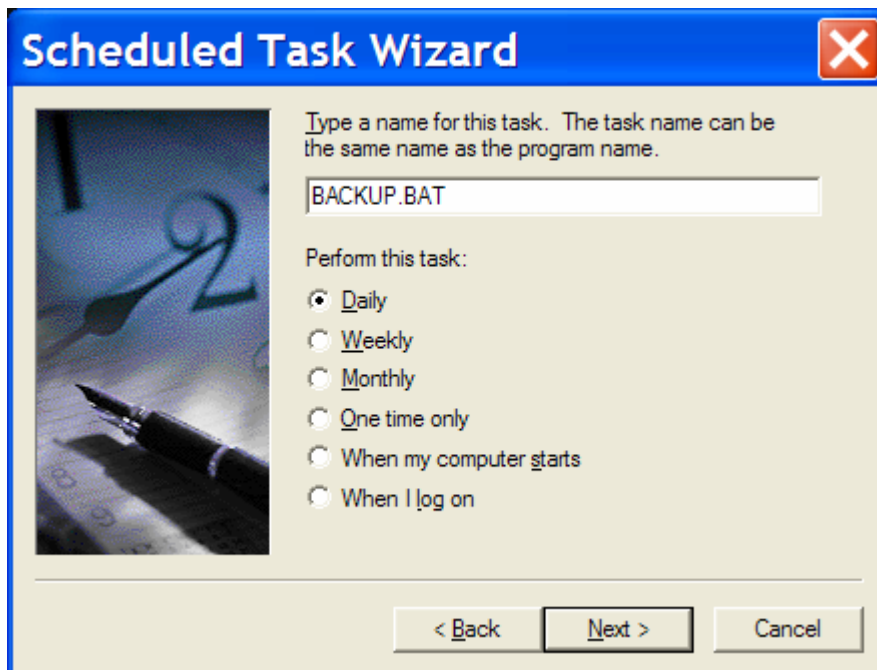 Scheduled Task Wizard
Type a name for this task. The task name can be
the same name as the program name.
BACKUP.BAT
Perform this task:
Daily
Weekly
Monthly
One time only
When my computer starts
When I log on
< Back
Next >
Cancel